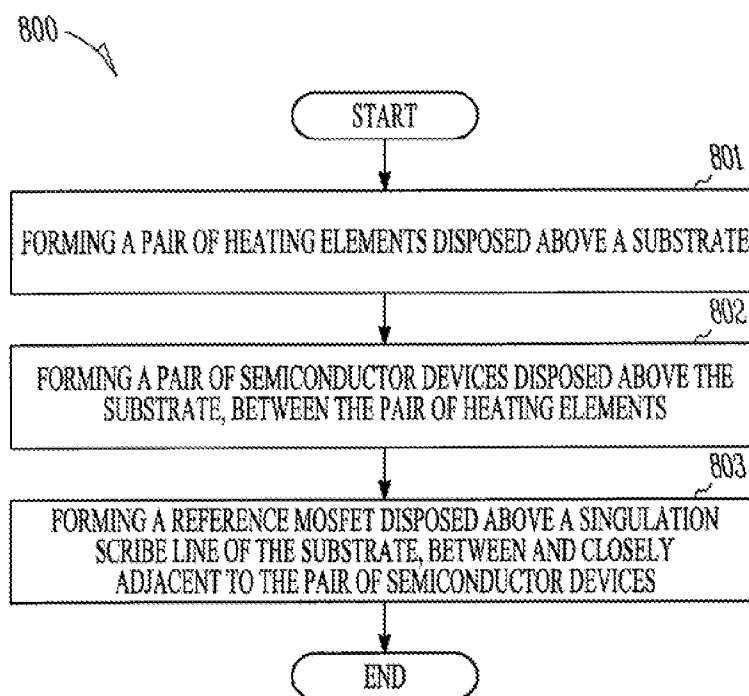 800
START
801
FORMING A PAIR OF HEATING ELEMENTS DISPOSED ABOVE A SUBSTRATE
802
FORMING A PAIR OF SEMICONDUCTOR DEVICES DISPOSED ABOVE THE
SUBSTRATE, BETWEEN THE PAIR OF HEATING ELEMENTS
803
FORMING A REFERENCE MOSFET DISPOSED ABOVE A SINGULATION
SCRIBE LINE OF THE SUBSTRATE, BETWEEN AND CLOSELY
ADJACENT TO THE PAIR OF SEMICONDUCTOR DEVICES
END